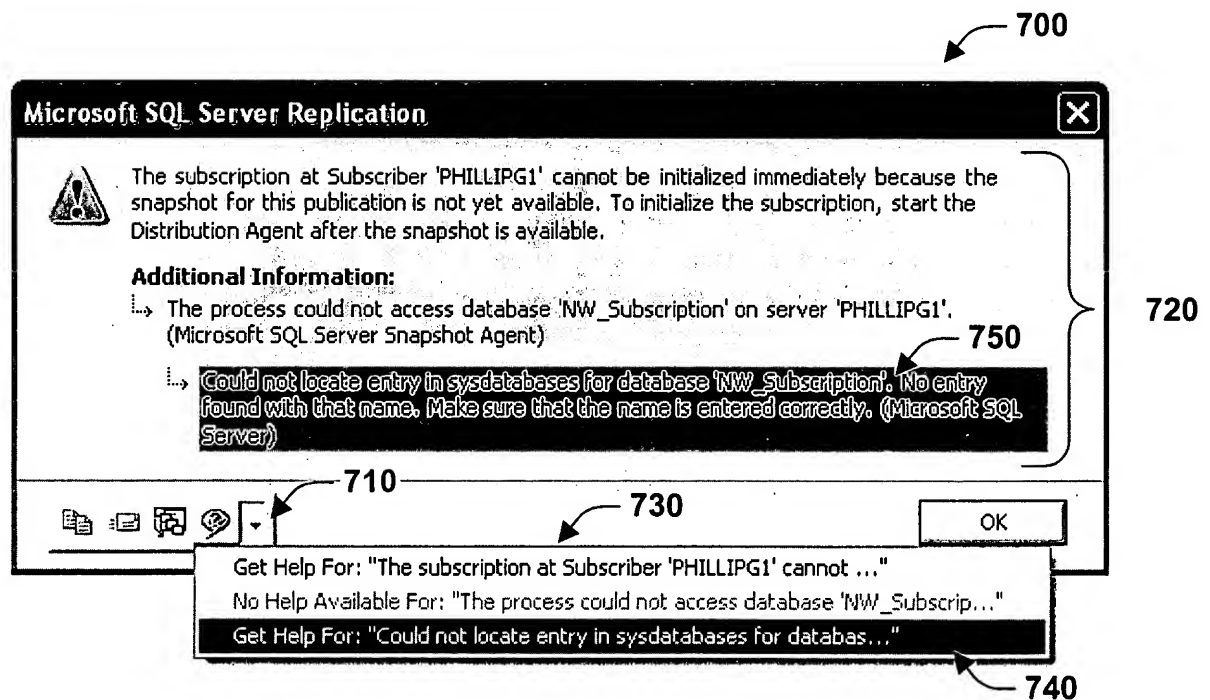 700
Microsoft SQL Server Replication
The subscription at Subscriber 'PHILLIPG1' cannot be initialized immediately because the
snapshot for this publication is not yet available. To initialize the subscription, start the
Distribution Agent after the snapshot is available.
Additional Information:
The process could not access database 'NW_Subscription' on server 'PHILLIPG1'.
(Microsoft SQL Server Snapshot Agent)
720
750
Could not locate entry in sysdatabases for database 'NW_Subscription'. No entry
found with that name. Make sure that the name is entered correctly. (Microsoft SQL
Server)
710
730
OK
Get Help For: "The subscription at Subscriber 'PHILLIPG1' cannot ..."
No Help Available For: "The process could not access database 'NW_Subscrip..."
Get Help For: "Could not locate entry in sysdatabases for databas..."
740